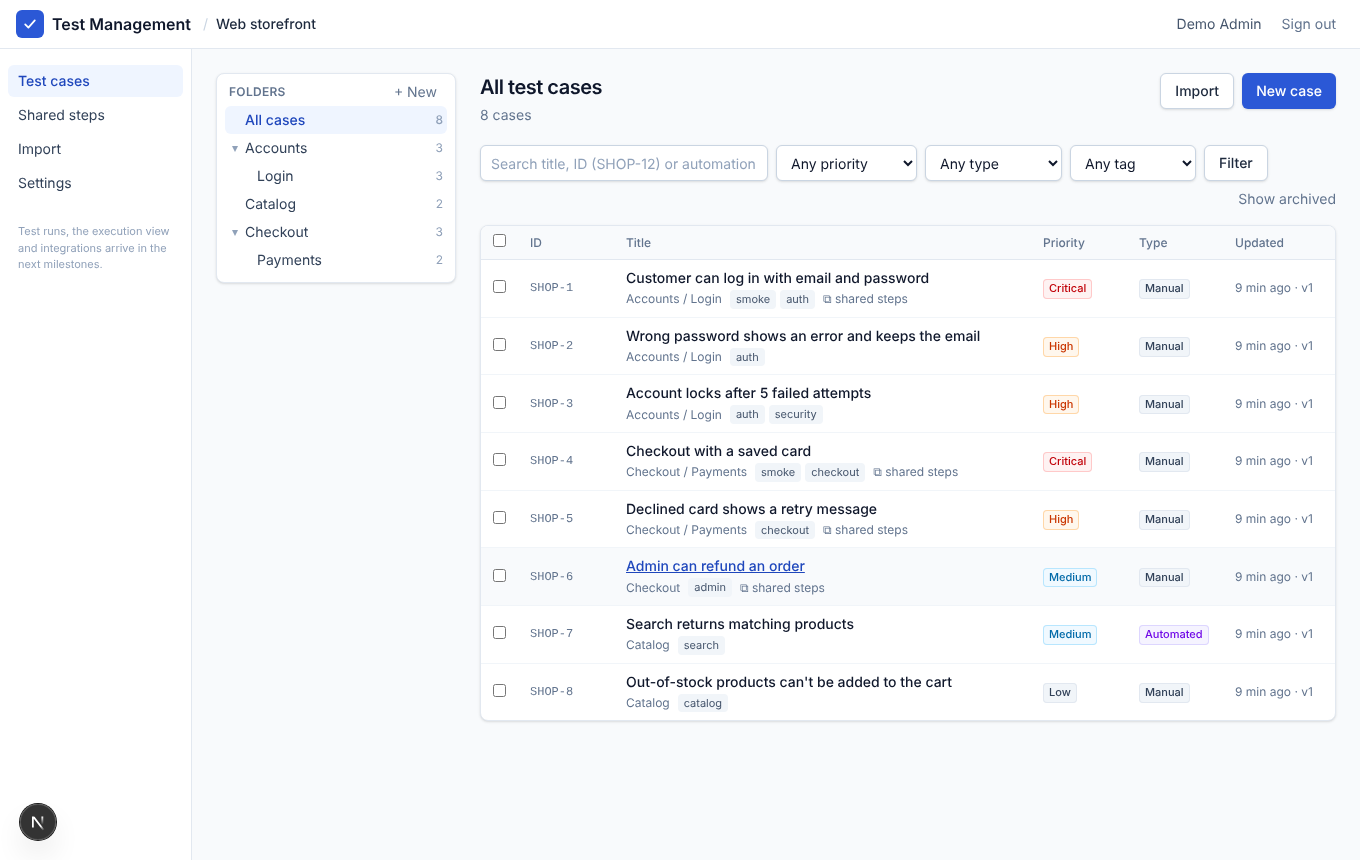 Test Management / Web storefront
Demo Admin Sign out
Test cases
Shared steps
Import
Settings
Test runs, the execution view
and integrations arrive in the
next milestones.
FOLDERS + New
All cases 8
▾ Accounts 3
Login 3
Catalog 2
▾ Checkout 3
Payments 2
All test cases
8 cases
Import New case
Search title, ID (SHOP-12) or automation Any priority Any type Any tag Filter
Show archived
ID Title Priority Type Updated
SHOP-1 Customer can log in with email and password Critical Manual 9 min ago · v1
Accounts / Login smoke auth ⧉ shared steps
SHOP-2 Wrong password shows an error and keeps the email High Manual 9 min ago · v1
Accounts / Login auth
SHOP-3 Account locks after 5 failed attempts High Manual 9 min ago · v1
Accounts / Login auth security
SHOP-4 Checkout with a saved card Critical Manual 9 min ago · v1
Checkout / Payments smoke checkout ⧉ shared steps
SHOP-5 Declined card shows a retry message High Manual 9 min ago · v1
Checkout / Payments checkout ⧉ shared steps
SHOP-6 Admin can refund an order Medium Manual 9 min ago · v1
Checkout admin ⧉ shared steps
SHOP-7 Search returns matching products Medium Automated 9 min ago · v1
Catalog search
SHOP-8 Out-of-stock products can't be added to the cart Low Manual 9 min ago · v1
Catalog catalog
N